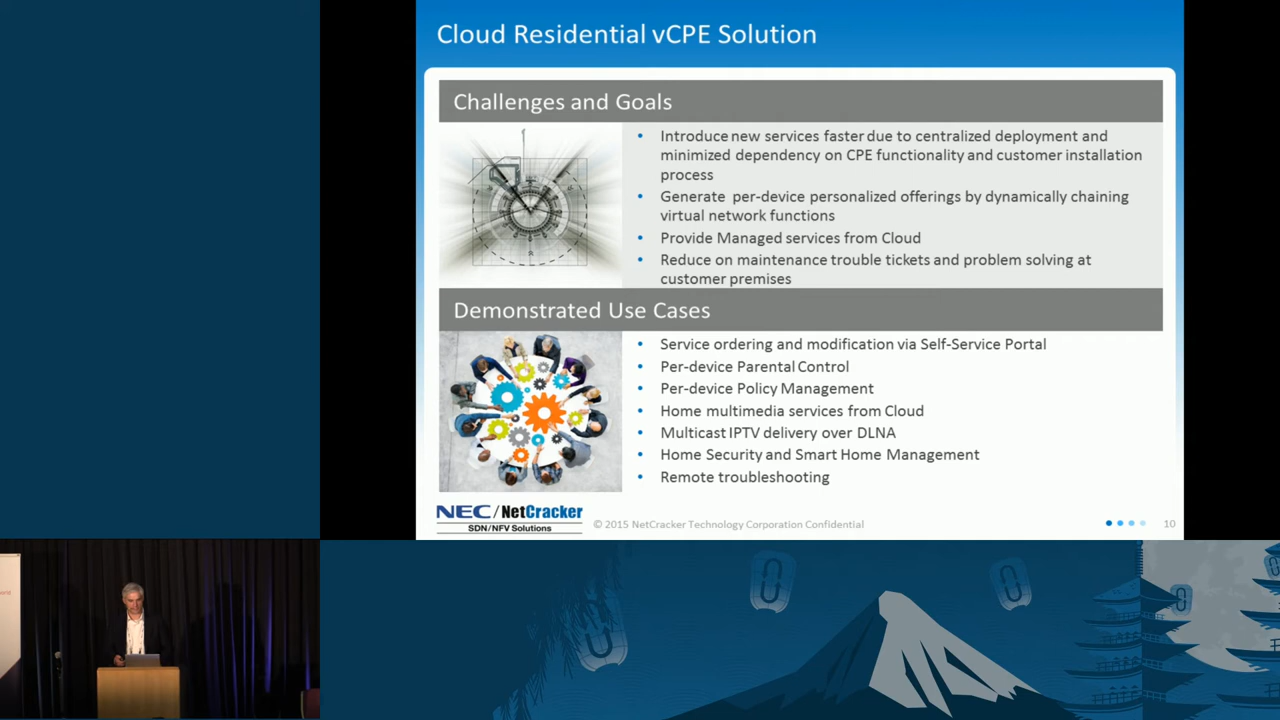 Cloud Residential vCPE Solution
Challenges and Goals
• Introduce new services faster due to centralized deployment and
minimized dependency on CPE functionality and customer installation
process
• Generate per-device personalized offerings by dynamically chaining
virtual network functions
• Provide Managed services from Cloud
• Reduce on maintenance trouble tickets and problem solving at
customer premises
Demonstrated Use Cases
• Service ordering and modification via Self-Service Portal
• Per-device Parental Control
• Per-device Policy Management
• Home multimedia services from Cloud
• Multicast IPTV delivery over DLNA
• Home Security and Smart Home Management
• Remote troubleshooting
NEC/NetCracker
SDN/NFV Solutions
© 2015 NetCracker Technology Corporation Confidential
10